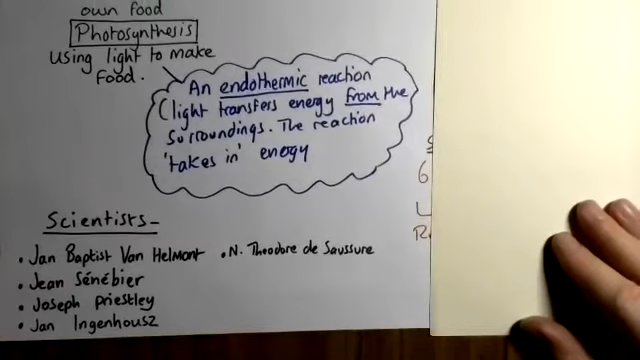 own food
Photosynthesis
using light to make
food.
An endothermic reaction
(light transfers energy from the
surroundings. The reaction
'takes in' energy
Scientists-
• Jan Baptist Van Helmont • N. Theodore de Saussure
• Jean Sénébier
• Joseph Priestley
• Jan Ingenhousz
6